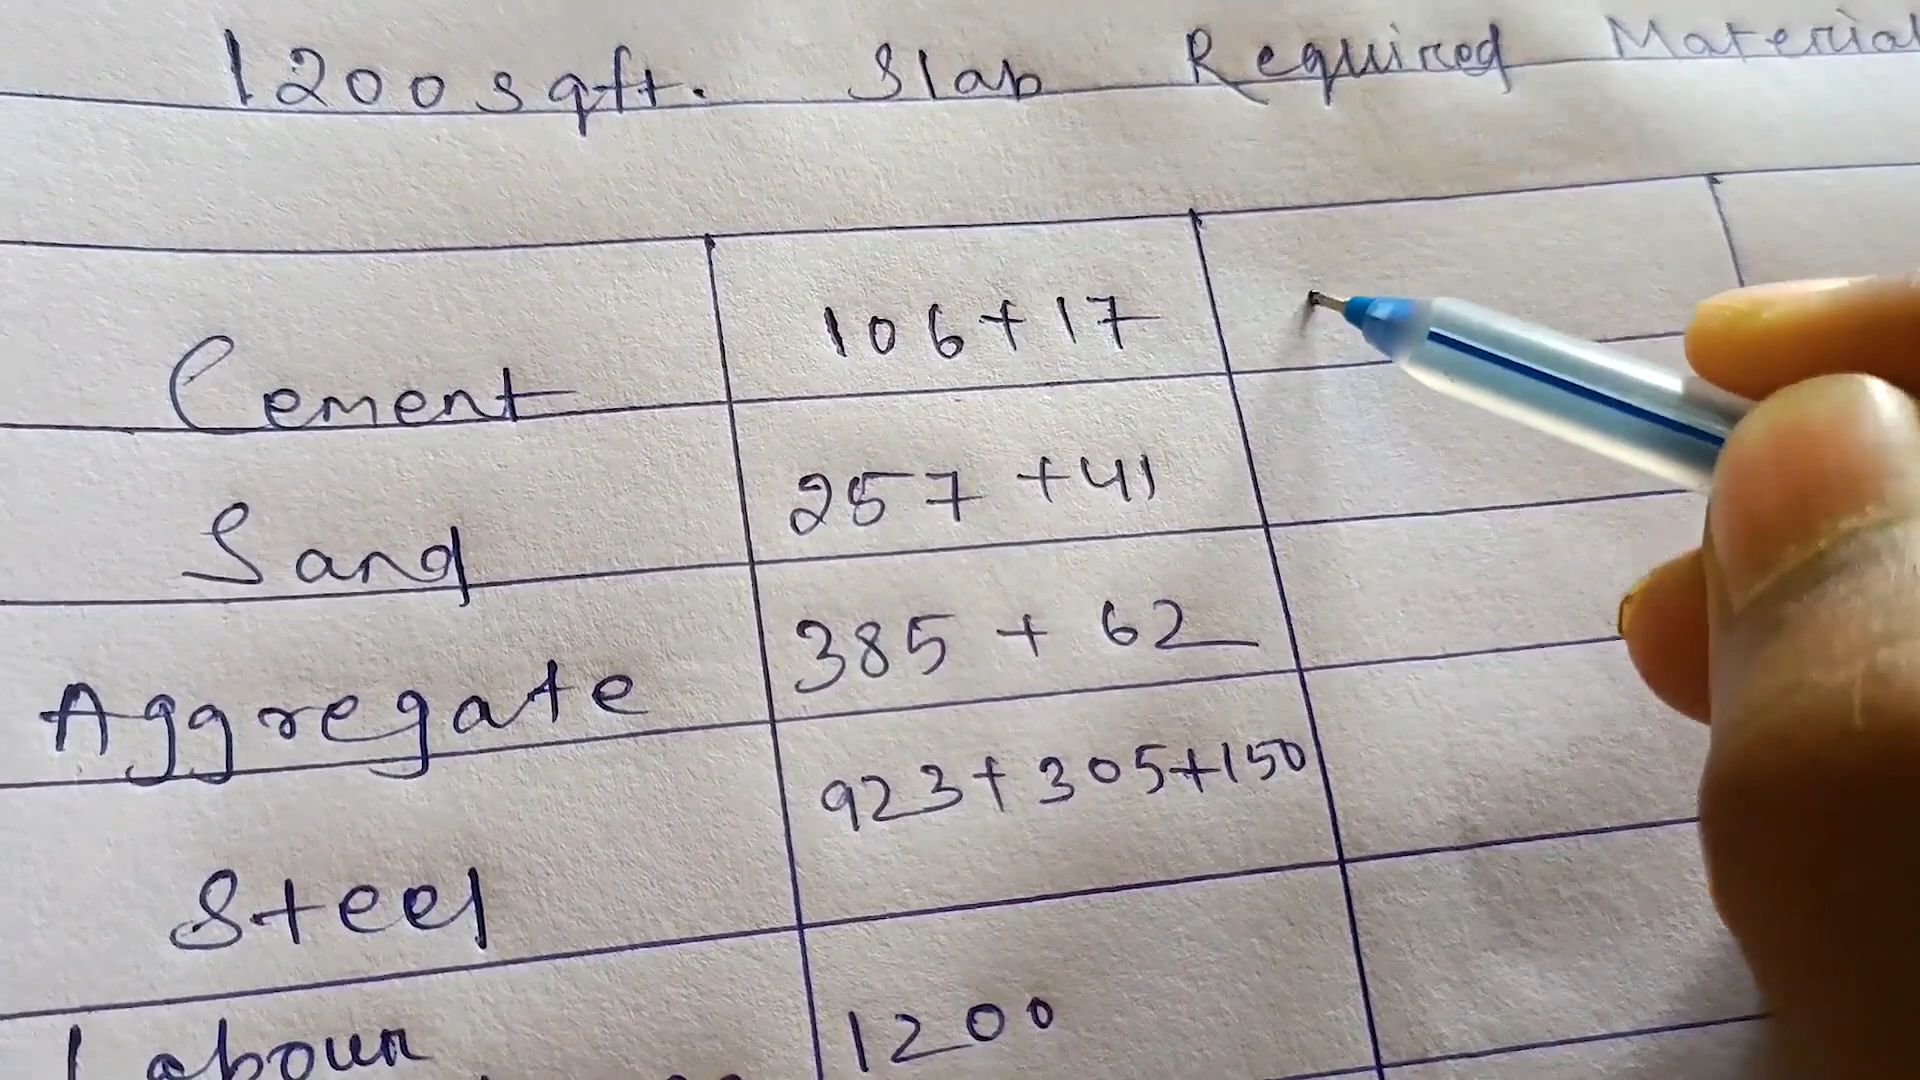 1200 sqft. Slab Required Material
Cement 106+17
Sand 257 +41
Aggregate 385 + 62
Steel 923+305+150
Labour 1200